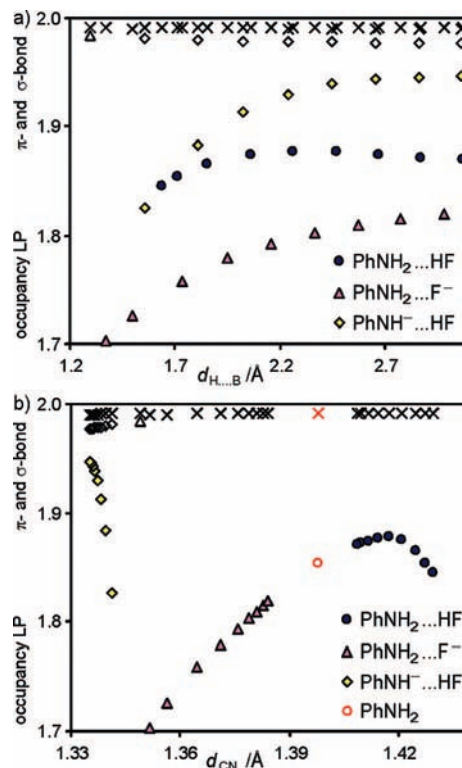 a)
π- and σ-bond
occupancy LP
2.0
1.9
1.8
1.7
PhNH₂...HF
PhNH₂...F⁻
PhNH⁻...HF
1.2 1.7 2.2 2.7
d_H....B/Å
b)
π- and σ-bond
occupancy LP
2.0
1.9
1.8
1.7
PhNH₂...HF
PhNH₂...F⁻
PhNH⁻...HF
PhNH₂
1.33 1.36 1.39 1.42
d_CN/Å